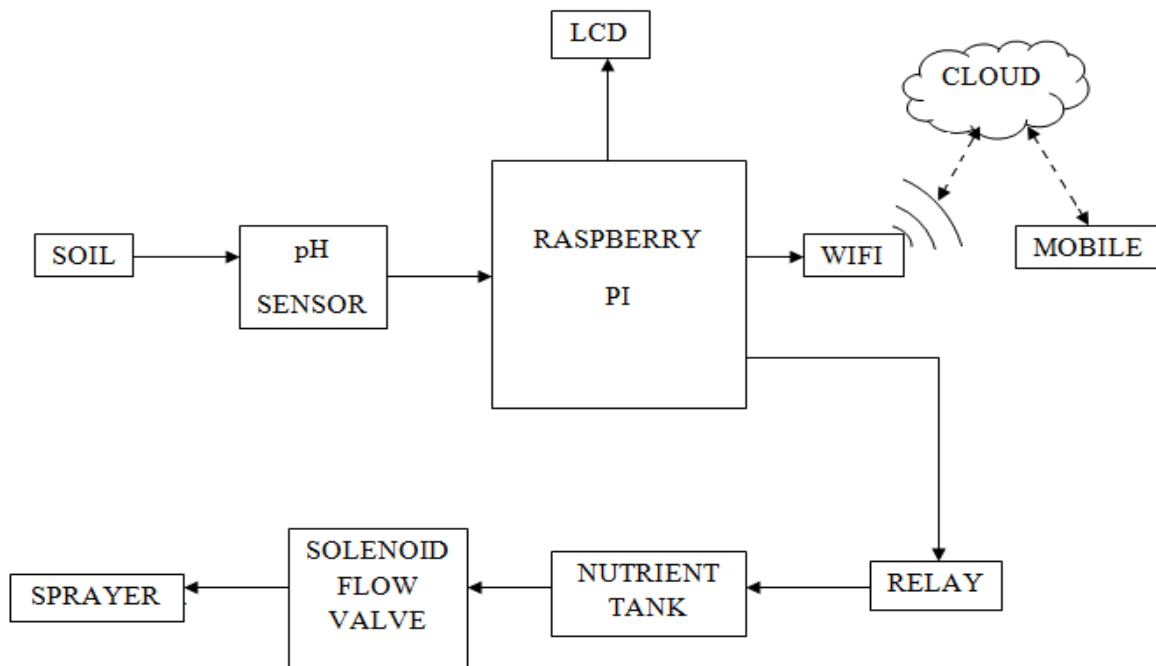 LCD
CLOUD
RASPBERRY
PI
SOIL
pH
SENSOR
WIFI
MOBILE
SOLENOID
FLOW
VALVE
NUTRIENT
TANK
RELAY
SPRAYER